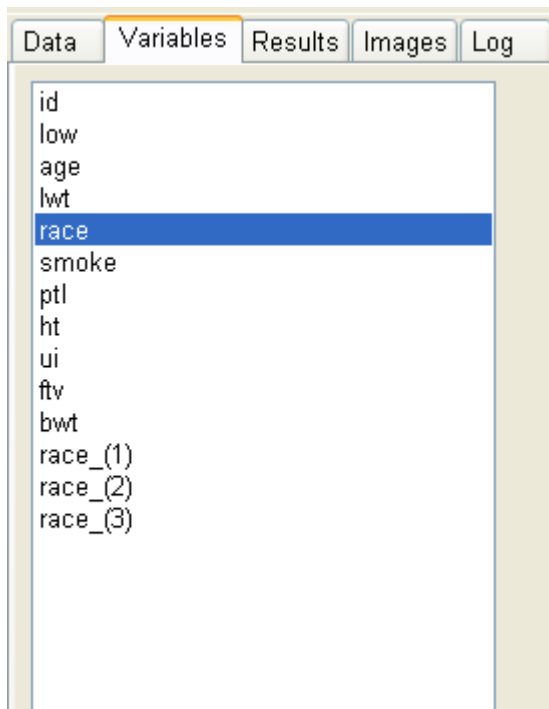 Data Variables Results Images Log
id
low
age
lwt
race
smoke
ptl
ht
ui
ftv
bwt
race_(1)
race_(2)
race_(3)